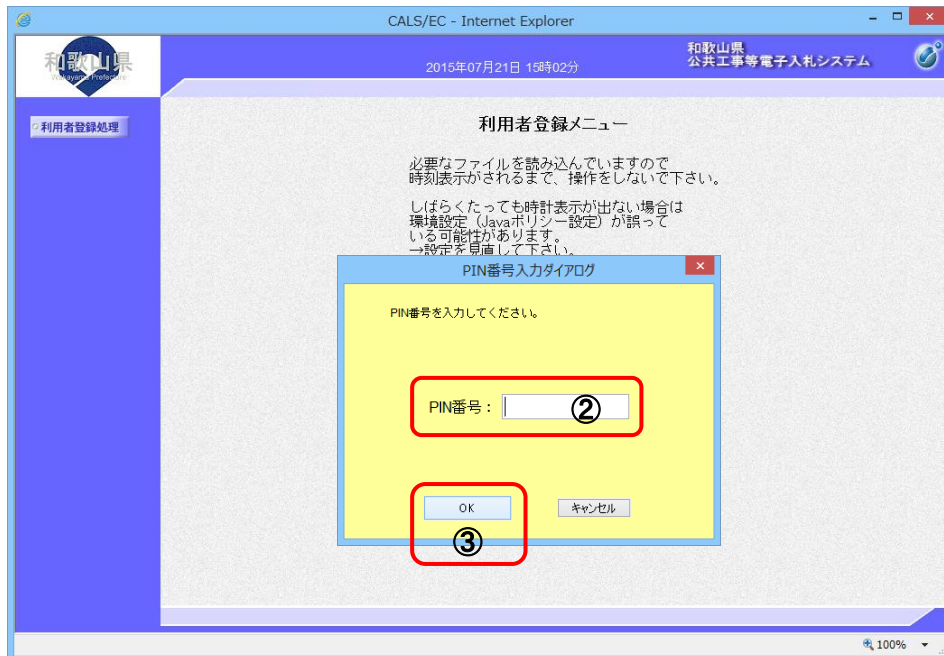 CALS/EC - Internet Explorer
和歌山県
Wakayama Prefecture
2015年07月21日 15時02分
和歌山県
公共工事等電子入札システム
利用者登録処理
利用者登録メニュー
必要なファイルを読み込んでいますので
時刻表示がされるまで、操作をしないで下さい。
しばらくたっても時計表示が出ない場合は
環境設定（Javaポリシー設定）が誤って
いる可能性があります。
→設定を見直して下さい。
PIN番号入力ダイアログ
PIN番号を入力してください。
PIN番号：
②
OK
キャンセル
③
100%